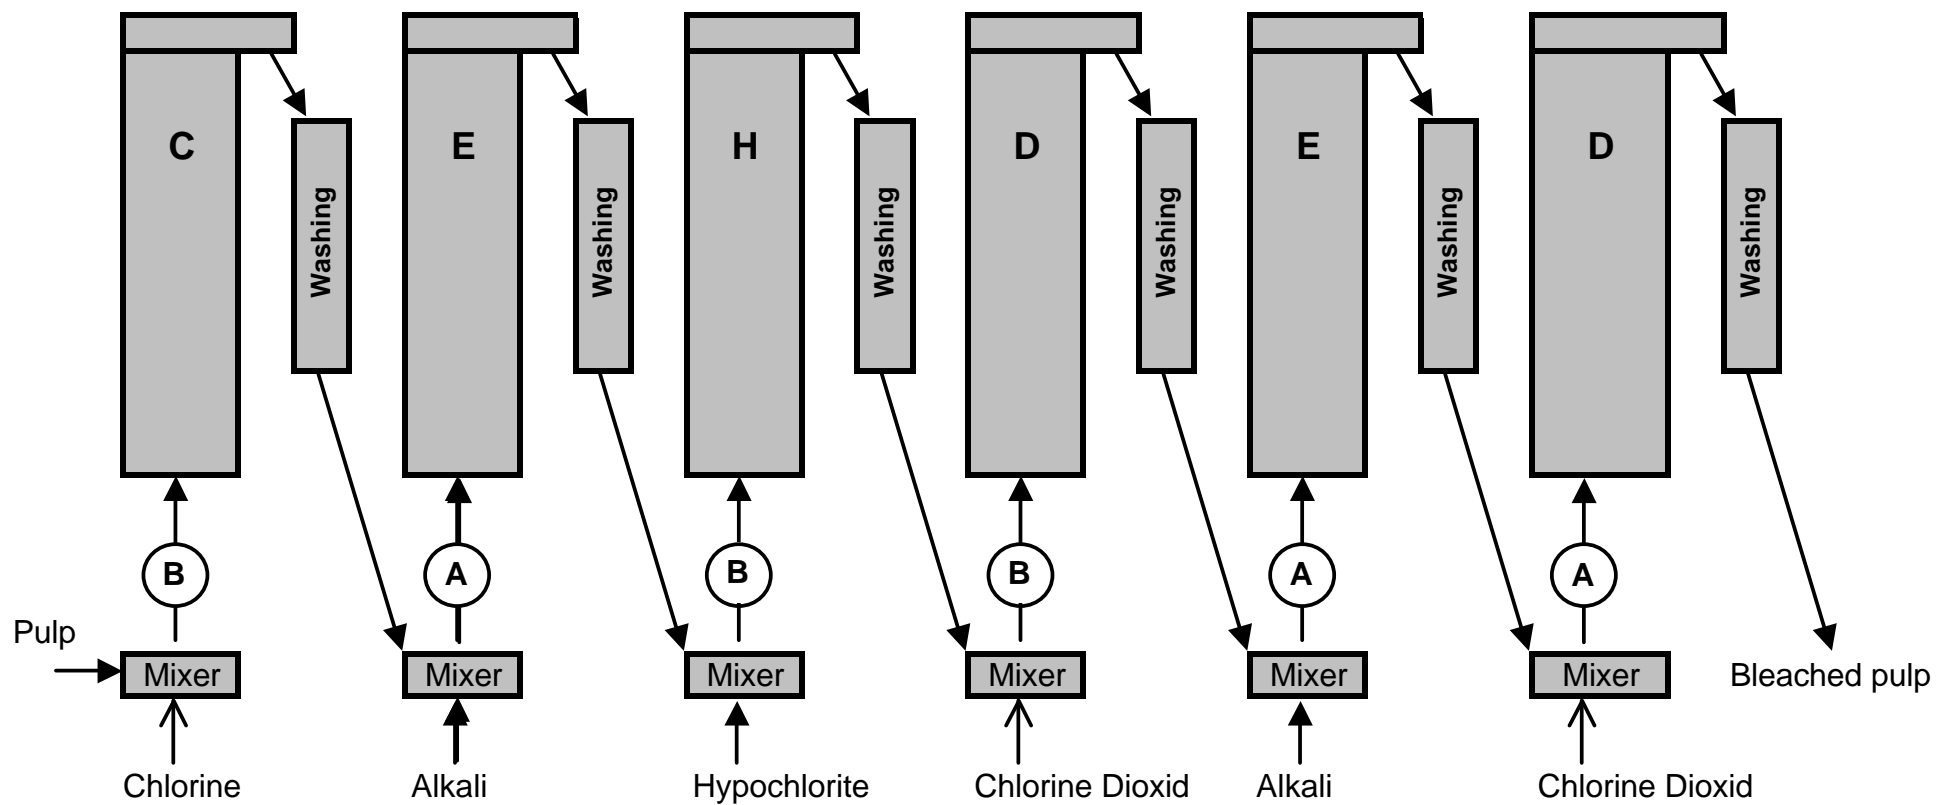 C E H D E D
Washing Washing Washing Washing Washing Washing
B A B B A A
Pulp
Mixer Mixer Mixer Mixer Mixer Mixer
Bleached pulp
Chlorine Alkali Hypochlorite Chlorine Dioxid Alkali Chlorine Dioxid